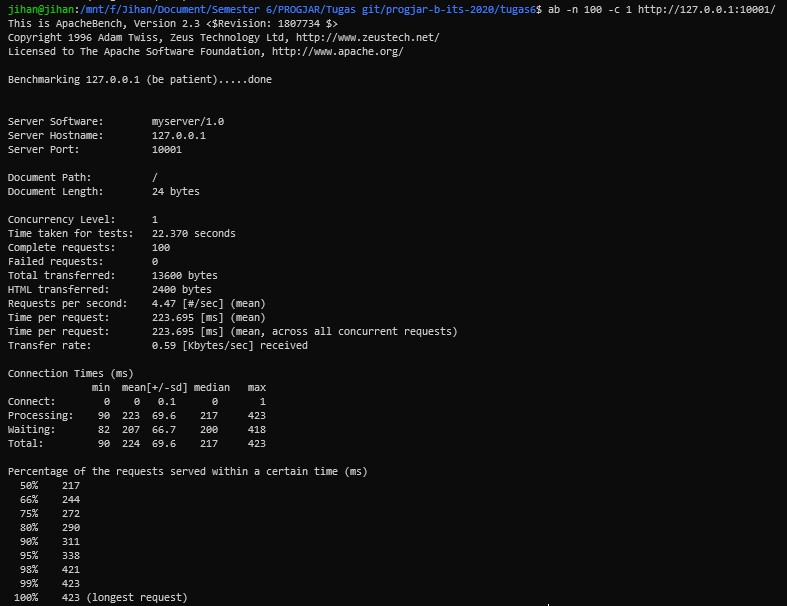 jihan@jihan:/mnt/f/Jihan/Document/Semester 6/PROGJAR/Tugas git/progjar-b-its-2020/tugas6$ ab -n 100 -c 1 http://127.0.0.1:10001/
This is ApacheBench, Version 2.3 <$Revision: 1807734 $>
Copyright 1996 Adam Twiss, Zeus Technology Ltd, http://www.zeustech.net/
Licensed to The Apache Software Foundation, http://www.apache.org/

Benchmarking 127.0.0.1 (be patient).....done


Server Software:        myserver/1.0
Server Hostname:        127.0.0.1
Server Port:            10001

Document Path:          /
Document Length:        24 bytes

Concurrency Level:      1
Time taken for tests:   22.370 seconds
Complete requests:      100
Failed requests:        0
Total transferred:      13600 bytes
HTML transferred:       2400 bytes
Requests per second:    4.47 [#/sec] (mean)
Time per request:       223.695 [ms] (mean)
Time per request:       223.695 [ms] (mean, across all concurrent requests)
Transfer rate:          0.59 [Kbytes/sec] received

Connection Times (ms)
              min  mean[+/-sd] median   max
Connect:        0    0   0.1      0       1
Processing:    90  223  69.6    217     423
Waiting:       82  207  66.7    200     418
Total:         90  224  69.6    217     423

Percentage of the requests served within a certain time (ms)
  50%    217
  66%    244
  75%    272
  80%    290
  90%    311
  95%    338
  98%    421
  99%    423
 100%    423 (longest request)